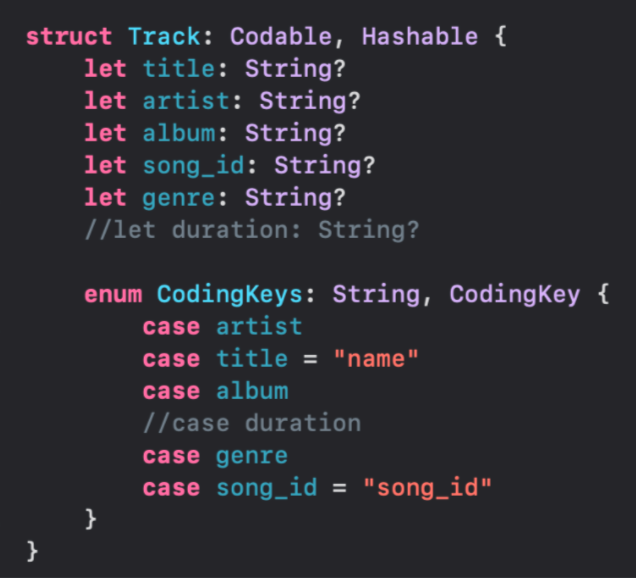 struct Track: Codable, Hashable {
    let title: String?
    let artist: String?
    let album: String?
    let song_id: String?
    let genre: String?
    //let duration: String?

    enum CodingKeys: String, CodingKey {
        case artist
        case title = "name"
        case album
        //case duration
        case genre
        case song_id = "song_id"
    }
}